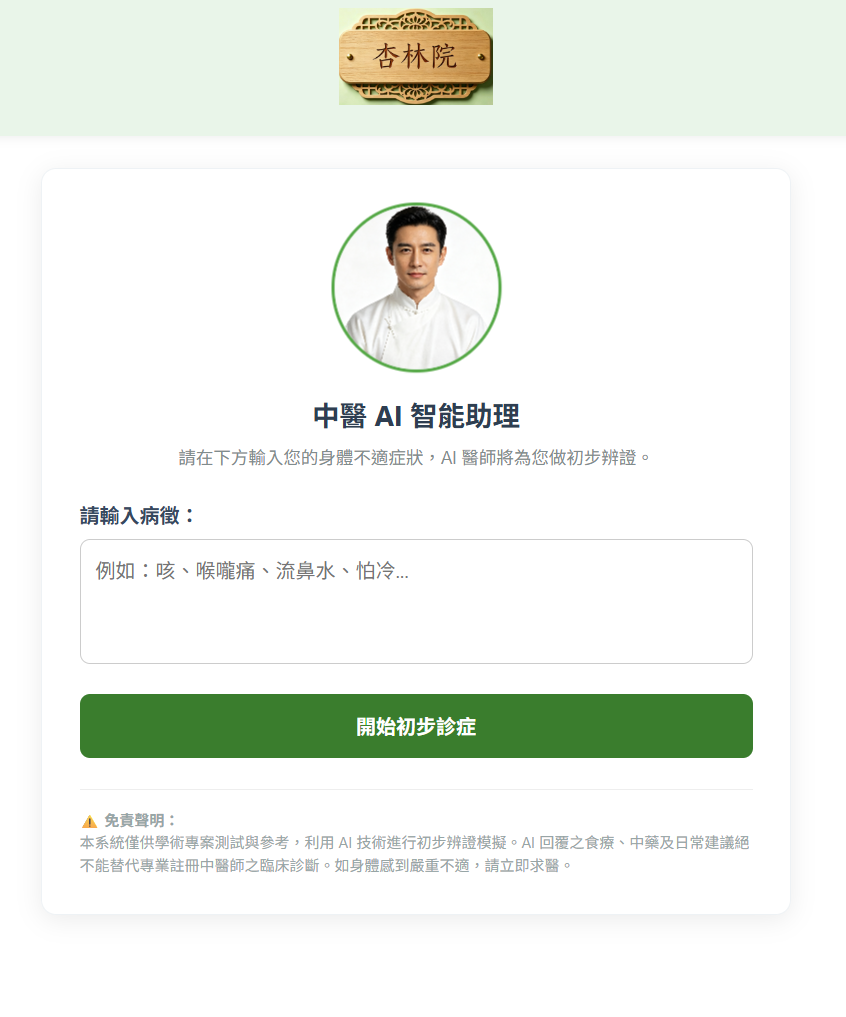 杏林院
中醫 AI 智能助理
請在下方輸入您的身體不適症狀，AI 醫師將為您做初步辨證。
請輸入病徵：
例如：咳、喉嚨痛、流鼻水、怕冷...
開始初步診症
⚠️ 免責聲明：
本系統僅供學術專案測試與參考，利用 AI 技術進行初步辨證模擬。AI 回覆之食療、中藥及日常建議絕
不能替代專業註冊中醫師之臨床診斷。如身體感到嚴重不適，請立即求醫。